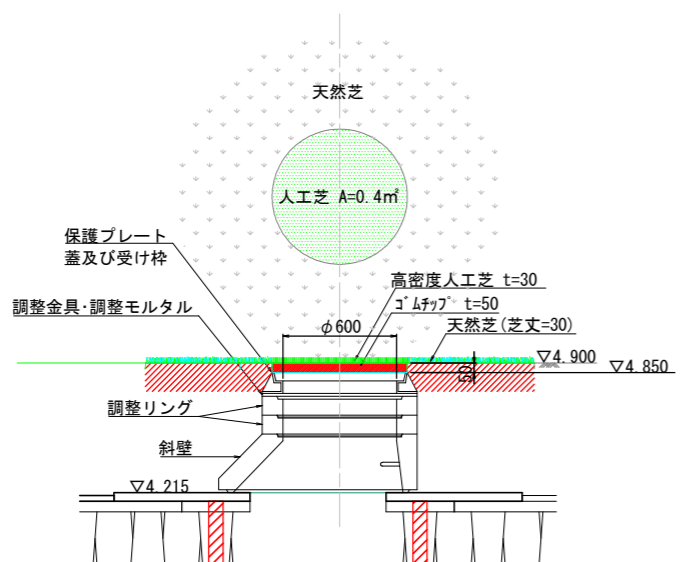 天然芝
人工芝 A=0.4㎡
保護プレート
蓋及び受け枠
高密度人工芝 t=30
ｺﾞﾑﾁｯﾌﾟ t=50
調整金具・調整モルタル
φ600
天然芝(芝丈=30)
▽4.900
50
▽4.850
調整リング
斜壁
▽4.215